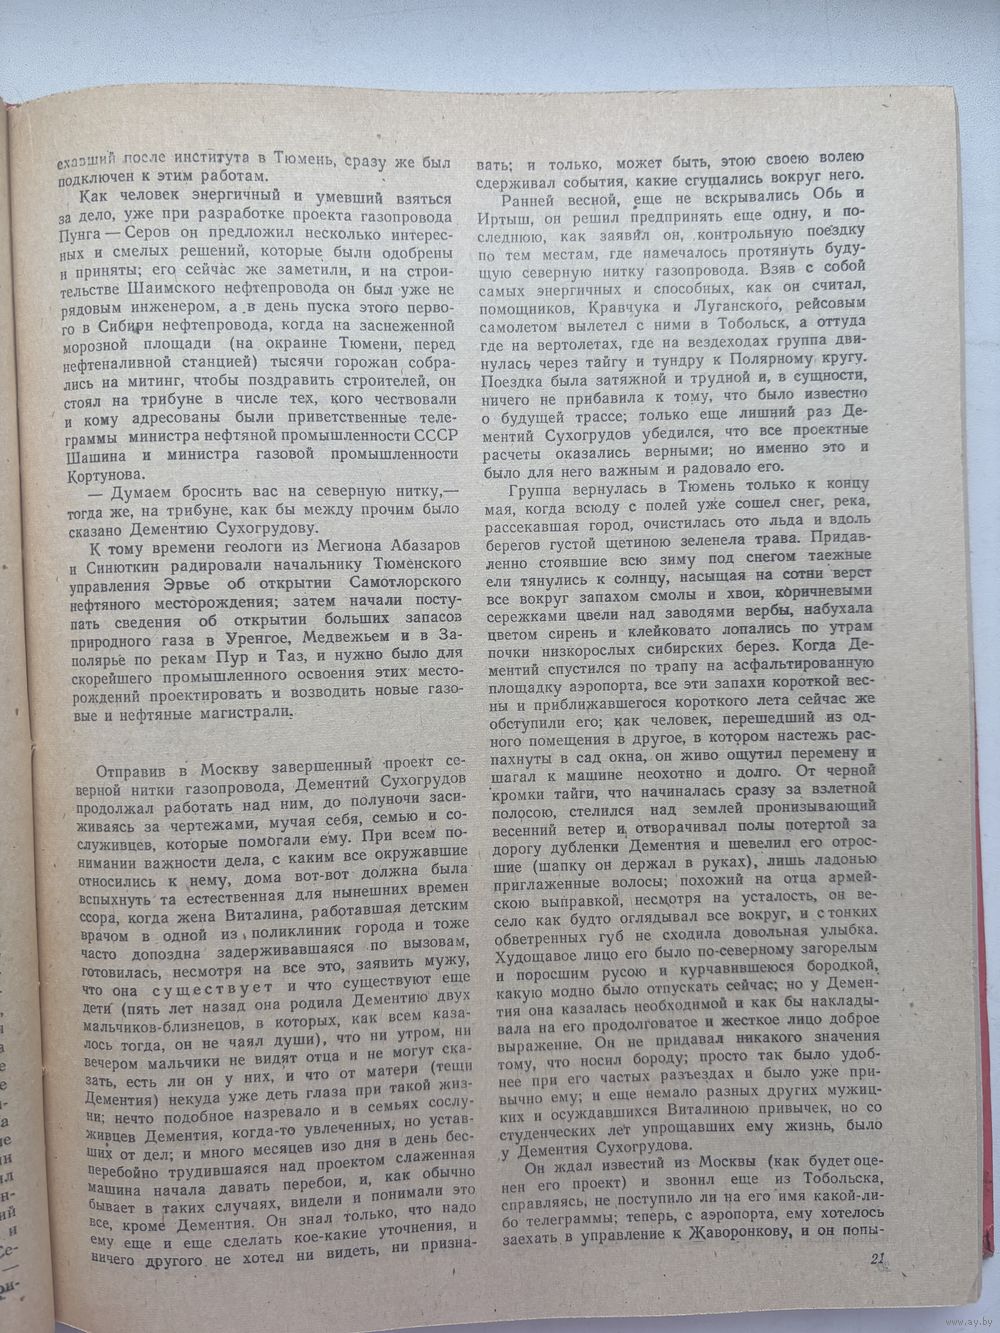 ехавший после института в Тюмень, сразу же был
подключен к этим работам.
Как человек энергичный и умевший взяться
за дело, уже при разработке проекта газопровода
Пунга — Серов он предложил несколько интерес-
ных и смелых решений, которые были одобрены
и приняты; его сейчас же заметили, и на строи-
тельстве Шаимского нефтепровода он был уже не
рядовым инженером, а в день пуска этого перво-
го в Сибири нефтепровода, когда на заснеженной
морозной площади (на окраине Тюмени, перед
нефтеналивной станцией) тысячи горожан собра-
лись на митинг, чтобы поздравить строителей, он
стоял на трибуне в числе тех, кого чествовали
и кому адресованы были приветственные теле-
граммы министра нефтяной промышленности СССР
Шашина и министра газовой промышленности
Кортунова.
— Думаем бросить вас на северную нитку,—
тогда же, на трибуне, как бы между прочим было
сказано Дементию Сухогрудову.
К тому времени геологи из Мегиона Абазаров
и Синюткин радировали начальнику Тюменского
управления Эрвье об открытии Самотлорского
нефтяного месторождения; затем начали посту-
пать сведения об открытии больших запасов
природного газа в Уренгое, Медвежьем и в За-
полярье по рекам Пур и Таз, и нужно было для
скорейшего промышленного освоения этих место-
рождений проектировать и возводить новые газо-
вые и нефтяные магистрали.
Отправив в Москву завершенный проект се-
верной нитки газопровода, Дементий Сухогрудов
продолжал работать над ним, до полуночи заси-
живаясь за чертежами, мучая себя, семью и со-
служивцев, которые помогали ему. При всем по-
нимании важности дела, с каким все окружавшие
относились к нему, дома вот-вот должна была
вспыхнуть та естественная для нынешних времен
ссора, когда жена Виталина, работавшая детским
врачом в одной из поликлиник города и тоже
часто допоздна задерживавшаяся по вызовам,
готовилась, несмотря на все это, заявить мужу,
что она существует и что существуют еще
дети (пять лет назад она родила Дементию двух
мальчиков-близнецов, в которых, как всем каза-
лось тогда, он не чаял души), что ни утром, ни
вечером мальчики не видят отца и не могут ска-
зать, есть ли он у них, и что от матери (тещи
Дементия) некуда уже деть глаза при такой жиз-
ни; нечто подобное назревало и в семьях сослу-
живцев Дементия, когда-то увлеченных, но устав-
ших от дел; и много месяцев изо дня в день бес-
перебойно трудившаяся над проектом слаженная
машина начала давать перебои, и, как обычно
бывает в таких случаях, видели и понимали это
все, кроме Дементия. Он знал только, что надо
ему еще и еще сделать кое-какие уточнения, и
ничего другого не хотел ни видеть, ни призна-
вать; и только, может быть, этою своею волею
сдерживал события, какие сгущались вокруг него.
Ранней весной, еще не вскрывались Обь и
Иртыш, он решил предпринять еще одну, и по-
следнюю, как заявил он, контрольную поездку
по тем местам, где намечалось протянуть буду-
щую северную нитку газопровода. Взяв с собой
самых энергичных и способных, как он считал,
помощников, Кравчука и Луганского, рейсовым
самолетом вылетел с ними в Тобольск, а оттуда
где на вертолетах, где на вездеходах группа дви-
нулась через тайгу и тундру к Полярному кругу.
Поездка была затяжной и трудной и, в сущности,
ничего не прибавила к тому, что было известно
о будущей трассе; только еще лишний раз Де-
ментий Сухогрудов убедился, что все проектные
расчеты оказались верными; но именно это и
было для него важным и радовало его.
Группа вернулась в Тюмень только к концу
мая, когда всюду с полей уже сошел снег, река,
рассекавшая город, очистилась ото льда и вдоль
берегов густой щетиною зеленела трава. Придав-
ленно стоявшие всю зиму под снегом таежные
ели тянулись к солнцу, насыщая на сотни верст
все вокруг запахом смолы и хвои, коричневыми
сережками цвели над заводями вербы, набухала
цветом сирень и клейковато лопались по утрам
почки низкорослых сибирских берез. Когда Де-
ментий спустился по трапу на асфальтированную
площадку аэропорта, все эти запахи короткой вес-
ны и приближавшегося короткого лета сейчас же
обступили его; как человек, перешедший из од-
ного помещения в другое, в котором настежь рас-
пахнуты в сад окна, он живо ощутил перемену и
шагал к машине неохотно и долго. От черной
кромки тайги, что начиналась сразу за взлетной
полосою, стелился над землей пронизывающий
весенний ветер и отворачивал полы потертой за
дорогу дубленки Дементия и шевелил его отрос-
шие (шапку он держал в руках), лишь ладонью
приглаженные волосы; похожий на отца армей-
скою выправкой, несмотря на усталость, он ве-
село как будто оглядывал все вокруг, и с тонких
обветренных губ не сходила довольная улыбка.
Худощавое лицо его было по-северному загорелым
и поросшим русою и курчавившеюся бородкой,
какую модно было отпускать сейчас; но у Демен-
тия она казалась необходимой и как бы наклады-
вала на его продолговатое и жесткое лицо доброе
выражение. Он не придавал никакого значения
тому, что носил бороду; просто так было удоб-
нее при его частых разъездах и было уже при-
вычно ему; и еще немало разных других мужиц-
ких и осуждавшихся Виталиною привычек, но со
студенческих лет упрощавших ему жизнь, было
у Дементия Сухогрудова.
Он ждал известий из Москвы (как будет оце-
нен его проект) и звонил еще из Тобольска,
справляясь, не поступило ли на его имя какой-ли-
бо телеграммы; теперь, с аэропорта, ему хотелось
заехать в управление к Жаворонкову, и он попы-
21
www.ay.by